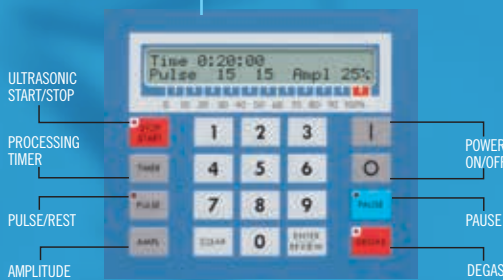 Time 0:20:00
Pulse 15 15 Ampl 25%
0 10 20 30 40 50 60 70 80 90 100%
ULTRASONIC
START/STOP
STOP
START
1 2 3
I
POWER
ON/OFF
PROCESSING
TIMER
TIMER
4 5 6
O
PULSE/REST
PULSE
7 8 9
PAUSE
PAUSE
AMPLITUDE
AMPL
CLEAR
0
ENTER
REVIEW
DEGAS
DEGAS